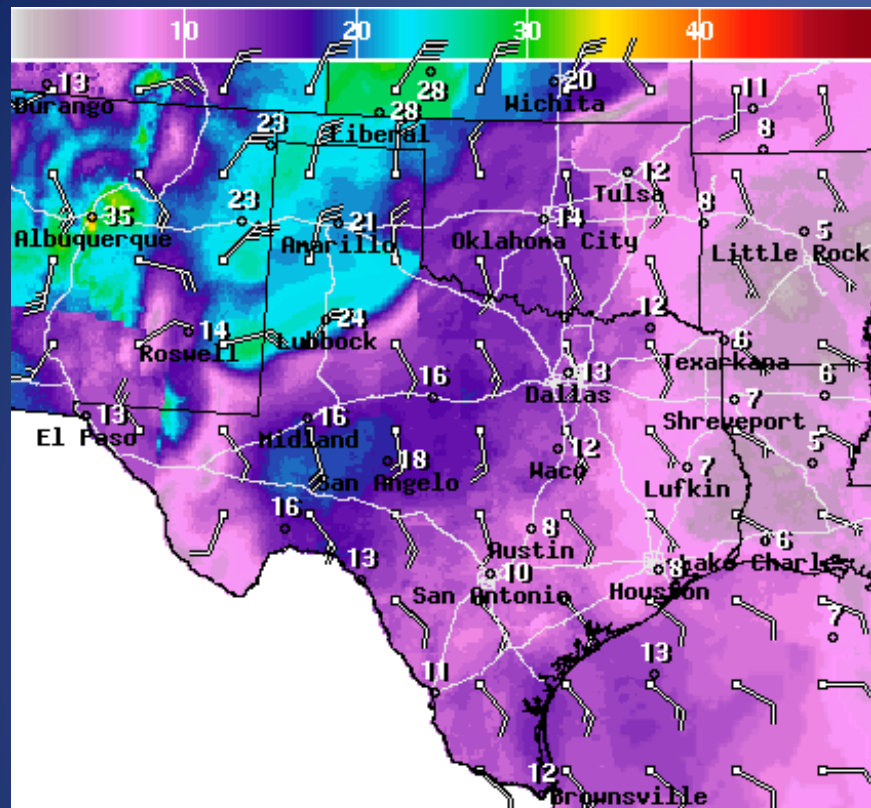 10 20 30 40
13
Durango
28
20
Wichita
11
28
Liberal
23
8
12
Tulsa
35
Albuquerque
23
21
Amarillo
14
Oklahoma City
8
5
Little Rock
14
Roswell
24
Lubbock
12
6
Texarkana
13
Dallas
16
6
7
Shreveport
13
El Paso
16
Midland
18
San Angelo
12
Waco
7
Lufkin
5
16
8
Austin
6
Lake Charl
13
10
San Antonio
8
Houston
7
11
13
12
Brownsville